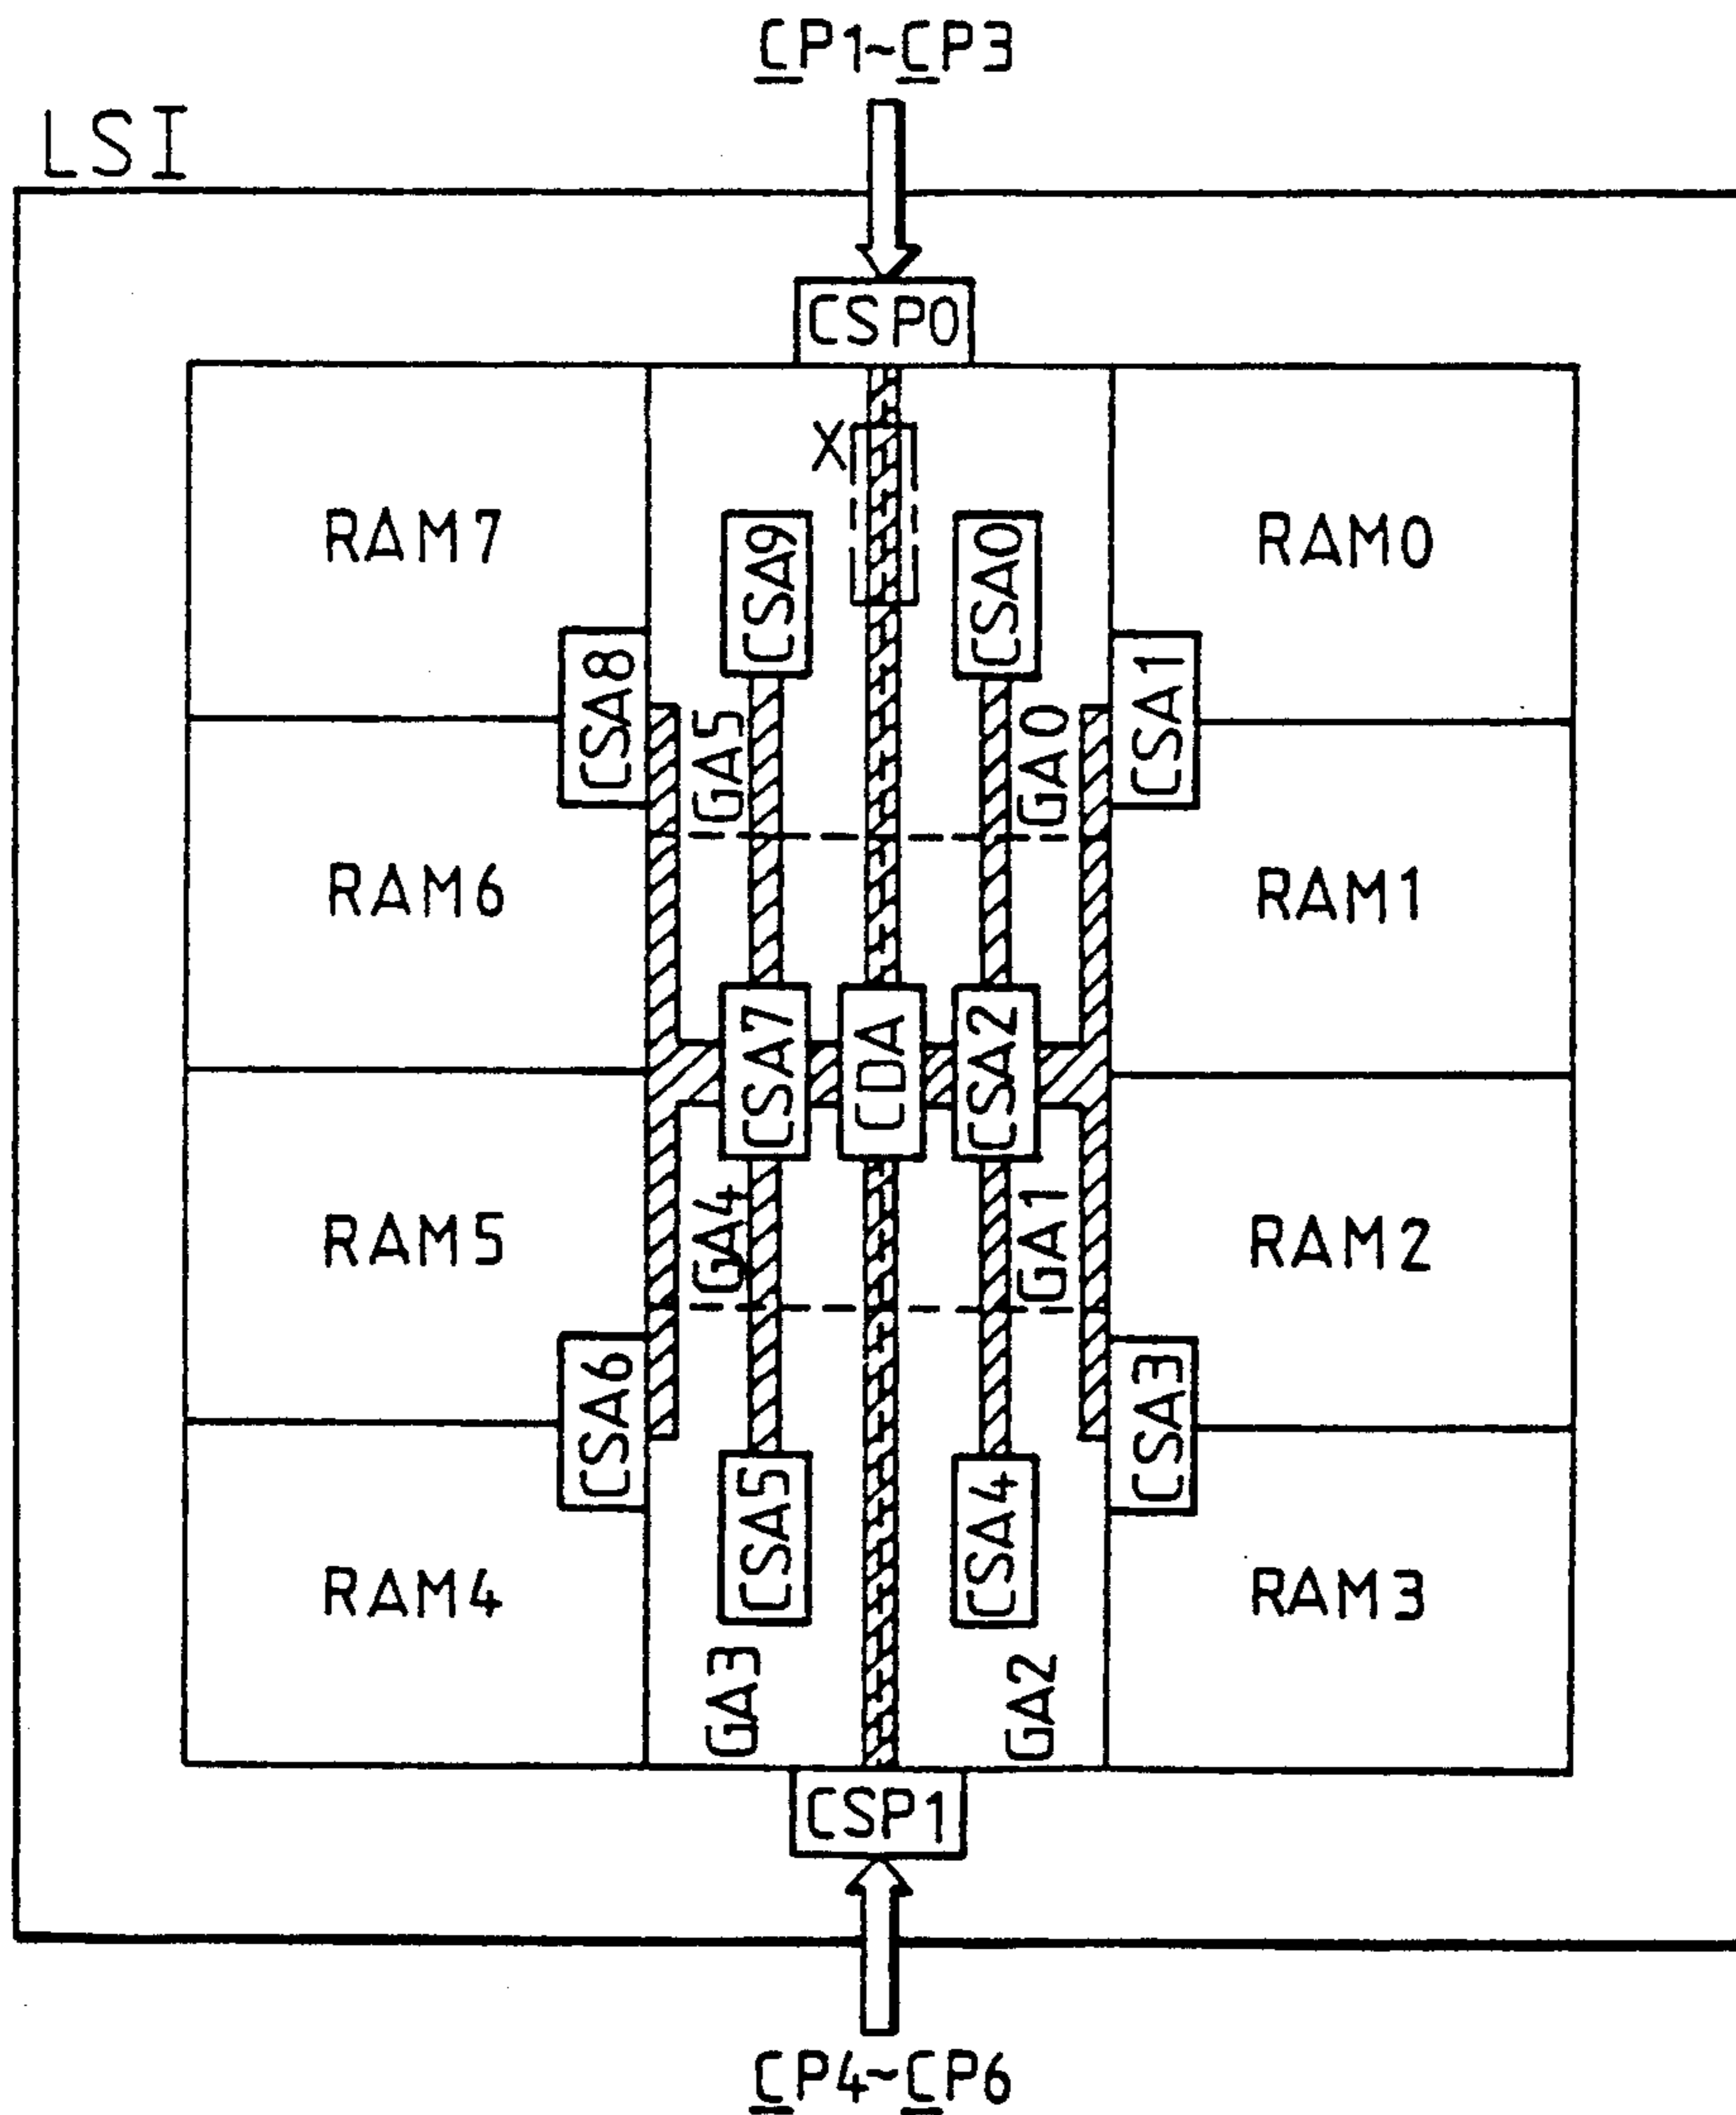 CP1~CP3
LSI
CSP0
X
RAM7
CSA9
CSA0
RAM0
CSA8
GA5
GA0
CSA1
RAM6
RAM1
CSA7
CDA
CSA2
RAM5
GA4
GA1
RAM2
CSA6
CSA5
CSA4
CSA3
RAM4
RAM3
GA3
GA2
CSP1
CP4~CP6